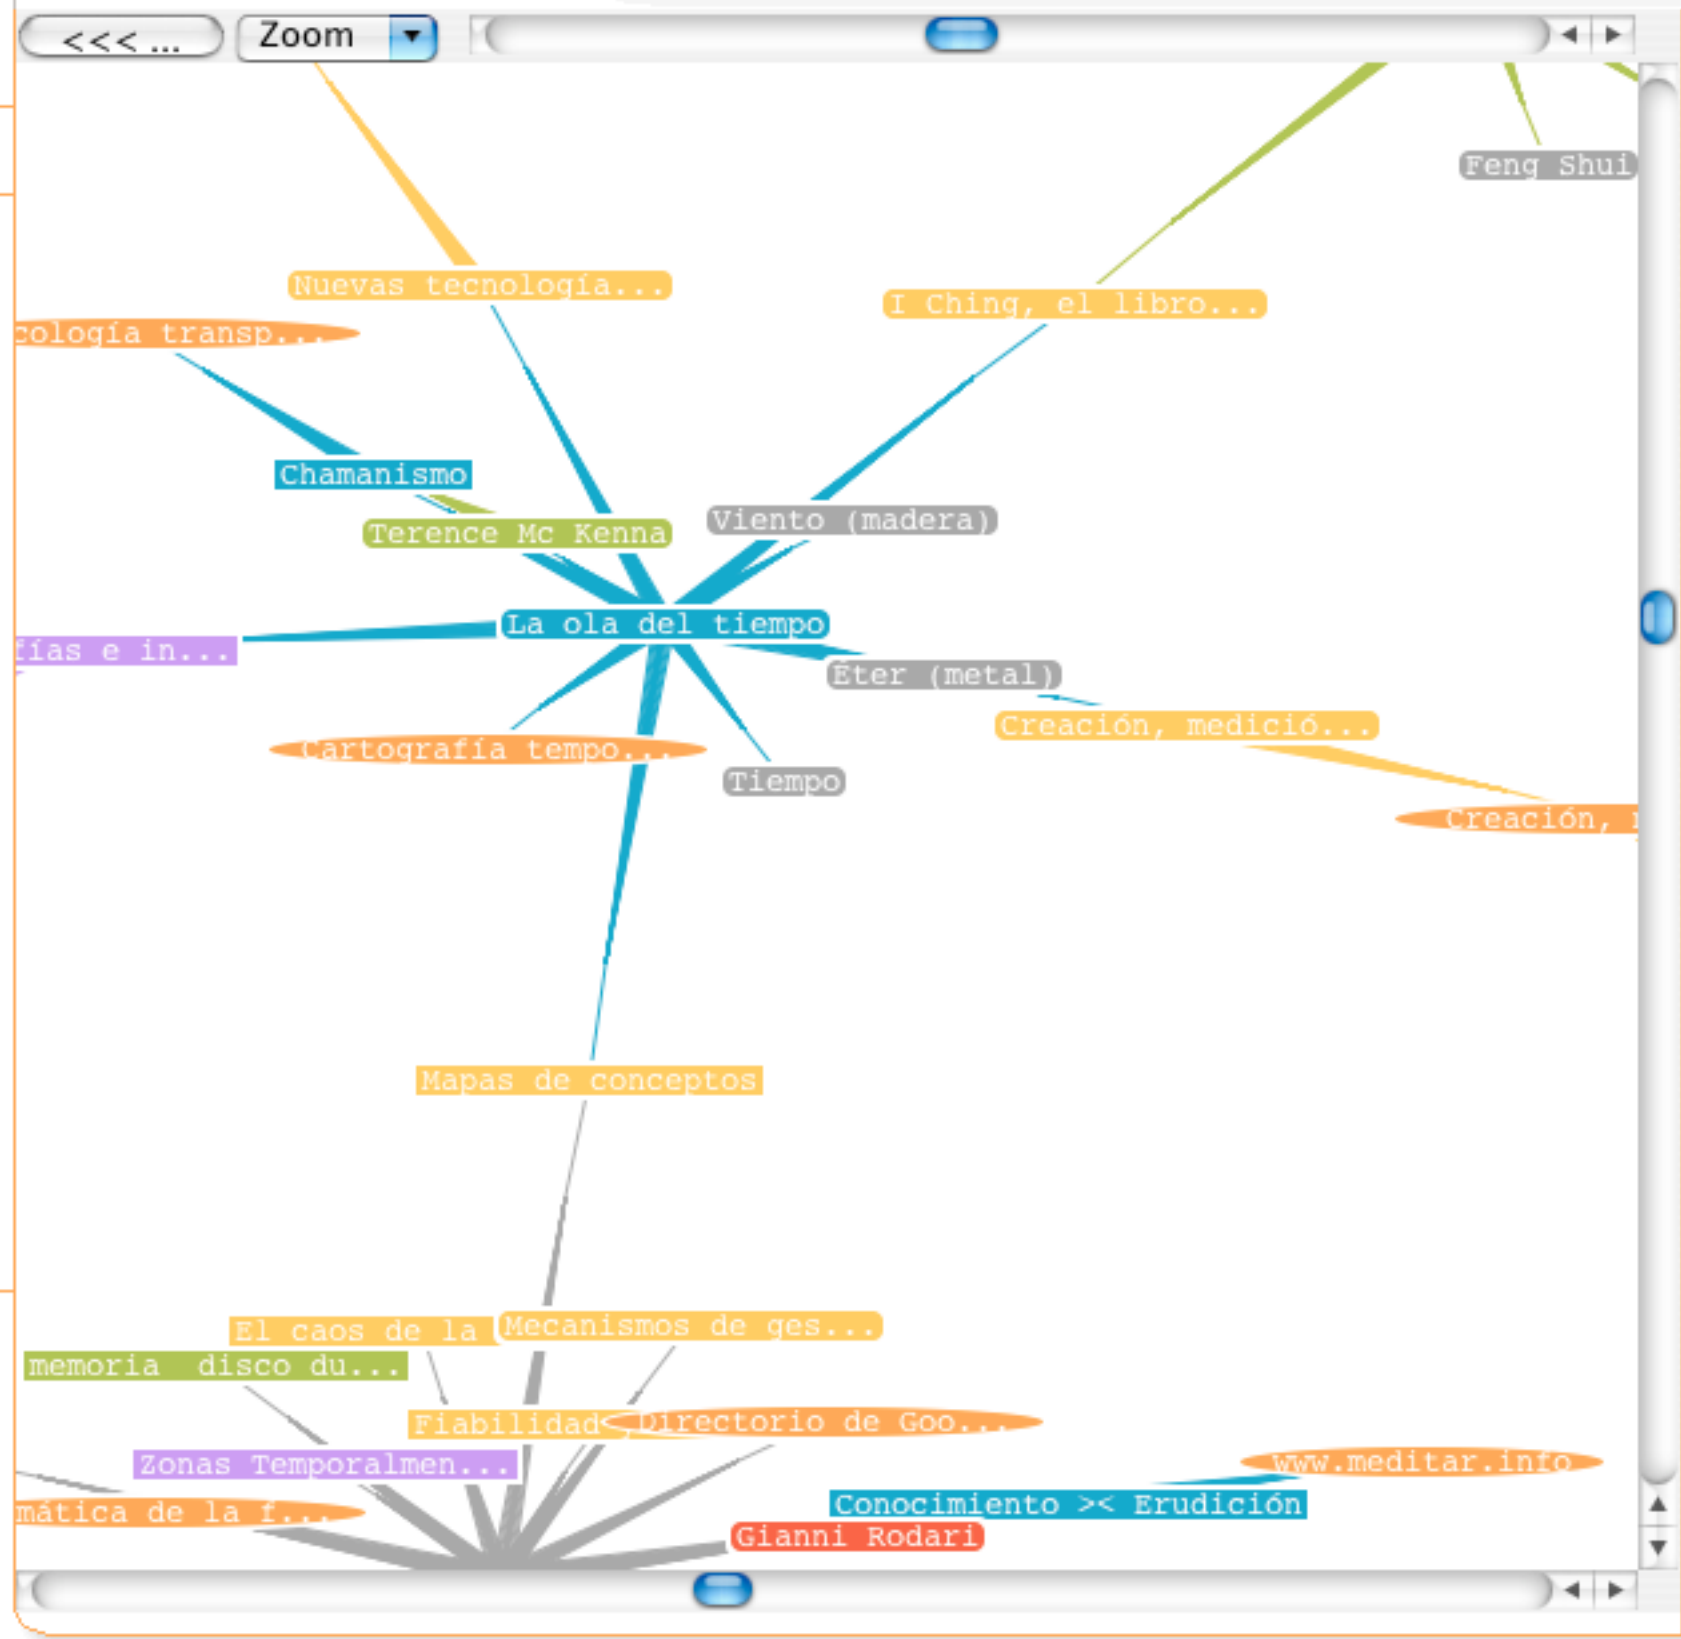 <<< ...
Zoom
Feng Shui
Nuevas tecnología...
I Ching, el libro...
cología transp...
Chamanismo
Viento (madera)
Terence Mc Kenna
La ola del tiempo
fías e in...
Éter (metal)
Creación, medició...
Cartografía tempo...
Tiempo
Creación,
Mapas de conceptos
El caos de la
Mecanismos de ges...
memoria  disco du...
Fiabilidad
Directorio de Goo...
Zonas Temporalmen...
www.meditar.info
Conocimiento >< Erudición
mática de la f...
Gianni Rodari